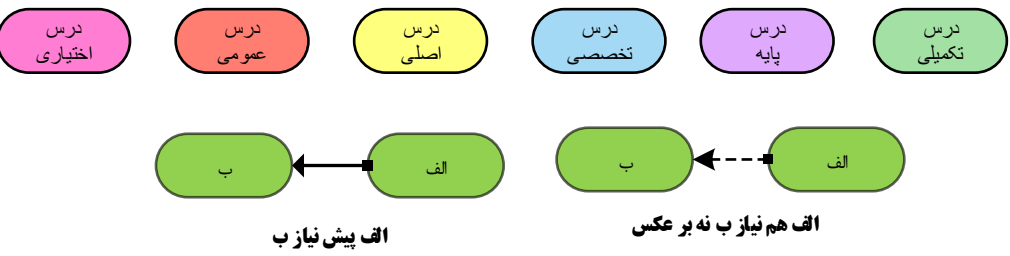 درس
تکمیلی
درس
پایه
درس
تخصصی
درس
اصلی
درس
عمومی
درس
اختیاری
الف
ب
الف هم نیاز ب نه بر عکس
الف
ب
الف پیش نیاز ب